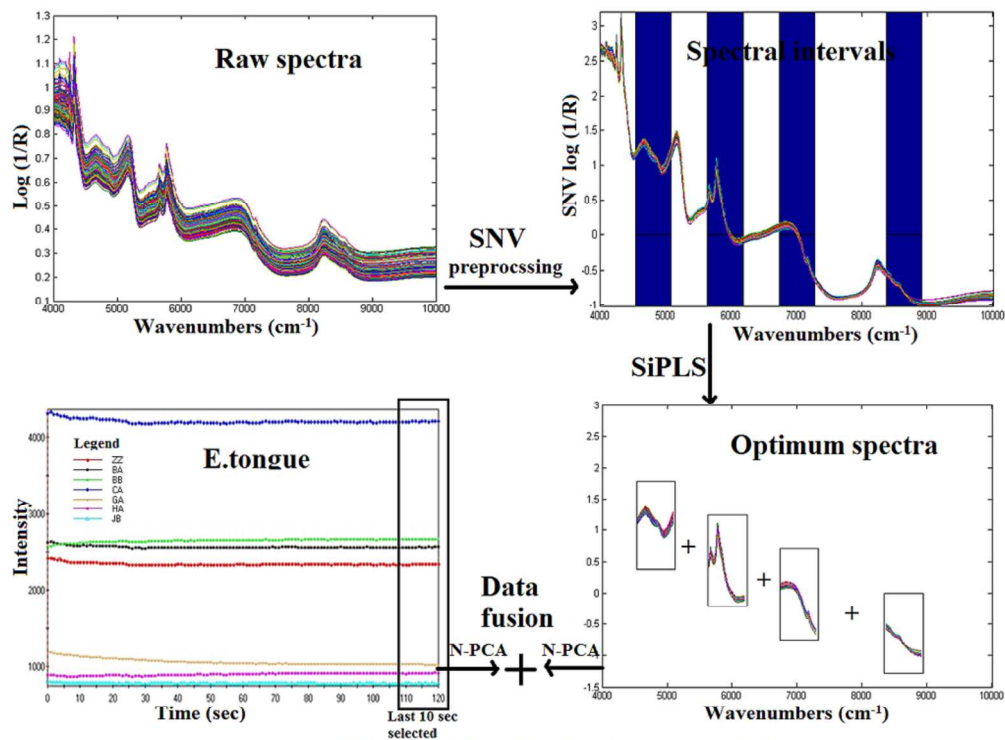 Raw spectra
1.3
1.2
1.1
1
0.9
0.8
0.7
0.6
0.5
0.4
0.3
0.2
0.1
Log (1/R)
4000 5000 6000 7000 8000 9000 10000
Wavenumbers (cm-1)
SNV
preprocssing
Spectral intervals
3
2.5
2
1.5
1
0.5
0
-0.5
-1
SNV log (1/R)
4000 5000 6000 7000 8000 9000 10000
Wavenumbers (cm-1)
SiPLS
E.tongue
4000
3000
2000
1000
Intensity
Legend
ZZ
BA
BB
CA
GA
HA
JB
0 10 20 30 40 50 60 70 80 90 100 110 120
Time (sec)
Last 10 sec
selected
Data
fusion
N-PCA + N-PCA
Optimum spectra
3
2.5
2
1.5
1
0.5
0
-0.5
-1
-1.5
+ + +
4000 5000 6000 7000 8000 9000 10000
Wavenumbers (cm-1)